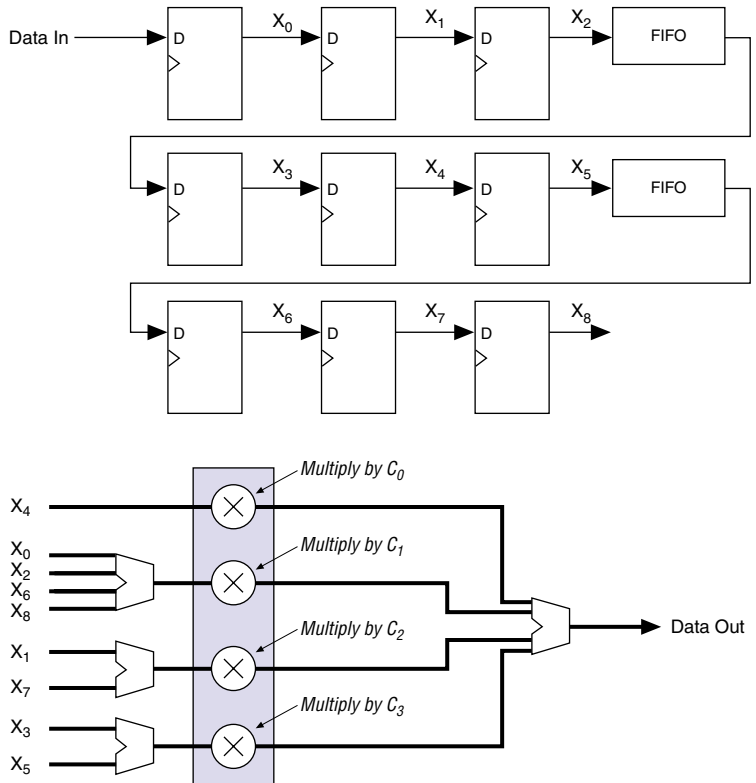 X0 X1 X2
Data In D D D FIFO
X3 X4 X5
D D D FIFO
X6 X7 X8
D D D
Multiply by C0
X4
Multiply by C1
X0
X2
X6
X8
Data Out
Multiply by C2
X1
X7
Multiply by C3
X3
X5